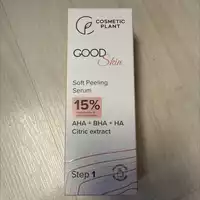 COSMETIC
PLANT
GOOD
Skin
Soft Peeling
Serum
15%
AHA + BHA + HA
Citric extract
Step 1